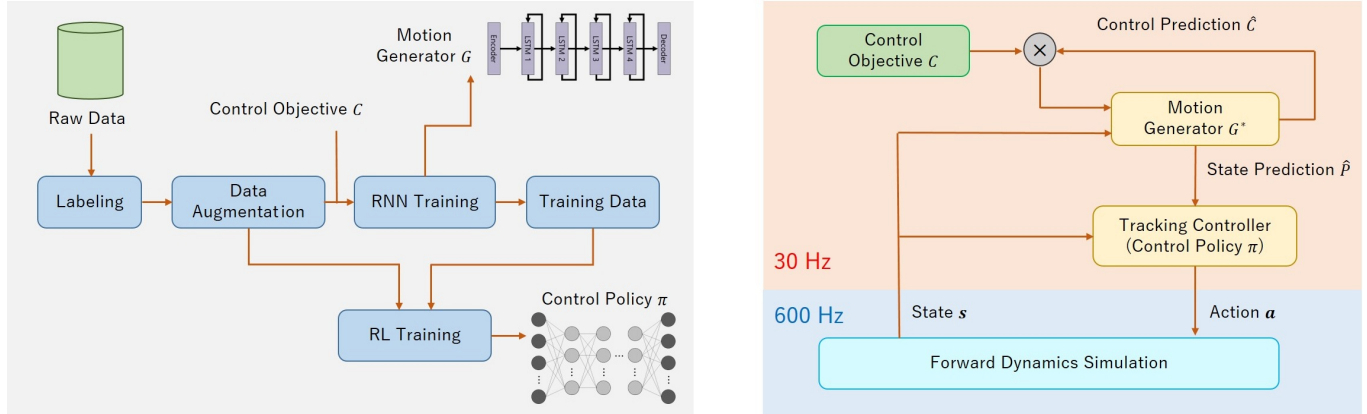 Raw Data
Motion
Generator G
Encoder
LSTM 1
LSTM 2
LSTM 3
LSTM 4
Decoder
Control Objective C
Labeling
Data
Augmentation
RNN Training
Training Data
RL Training
Control Policy π
Control
Objective C
×
Control Prediction Ĉ
Motion
Generator G*
State Prediction P̂
Tracking Controller
(Control Policy π)
30 Hz
600 Hz
State s
Action a
Forward Dynamics Simulation